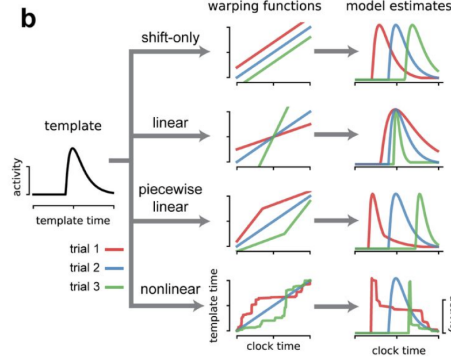 b
warping functions
model estimates
shift-only
template
linear
activity
template time
piecewise
linear
trial 1
trial 2
trial 3
nonlinear
template time
clock time
clock time